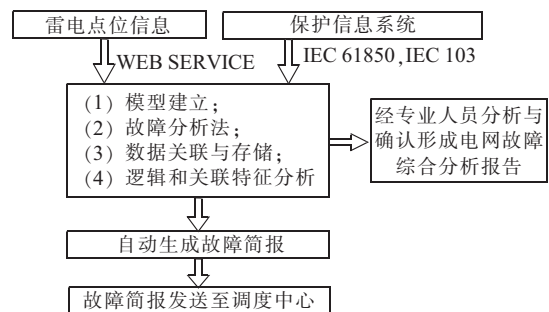 雷电点位信息
保护信息系统
WEB SERVICE
IEC 61850,IEC 103
(1) 模型建立;
(2) 故障分析法;
(3) 数据关联与存储;
(4) 逻辑和关联特征分析
经专业人员分析与
确认形成电网故障
综合分析报告
自动生成故障简报
故障简报发送至调度中心